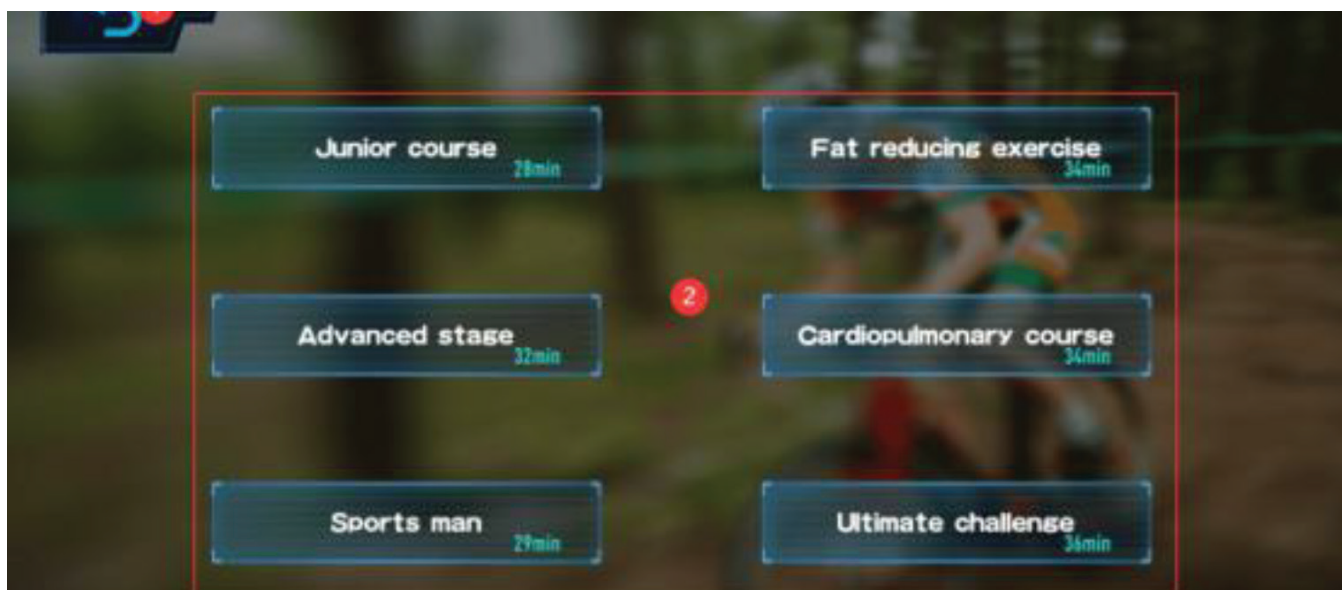 Junior course
28min
Fat reducing exercise
34min
2
Advanced stage
32min
Cardiopulmonary course
34min
Sports man
29min
Ultimate challenge
36min